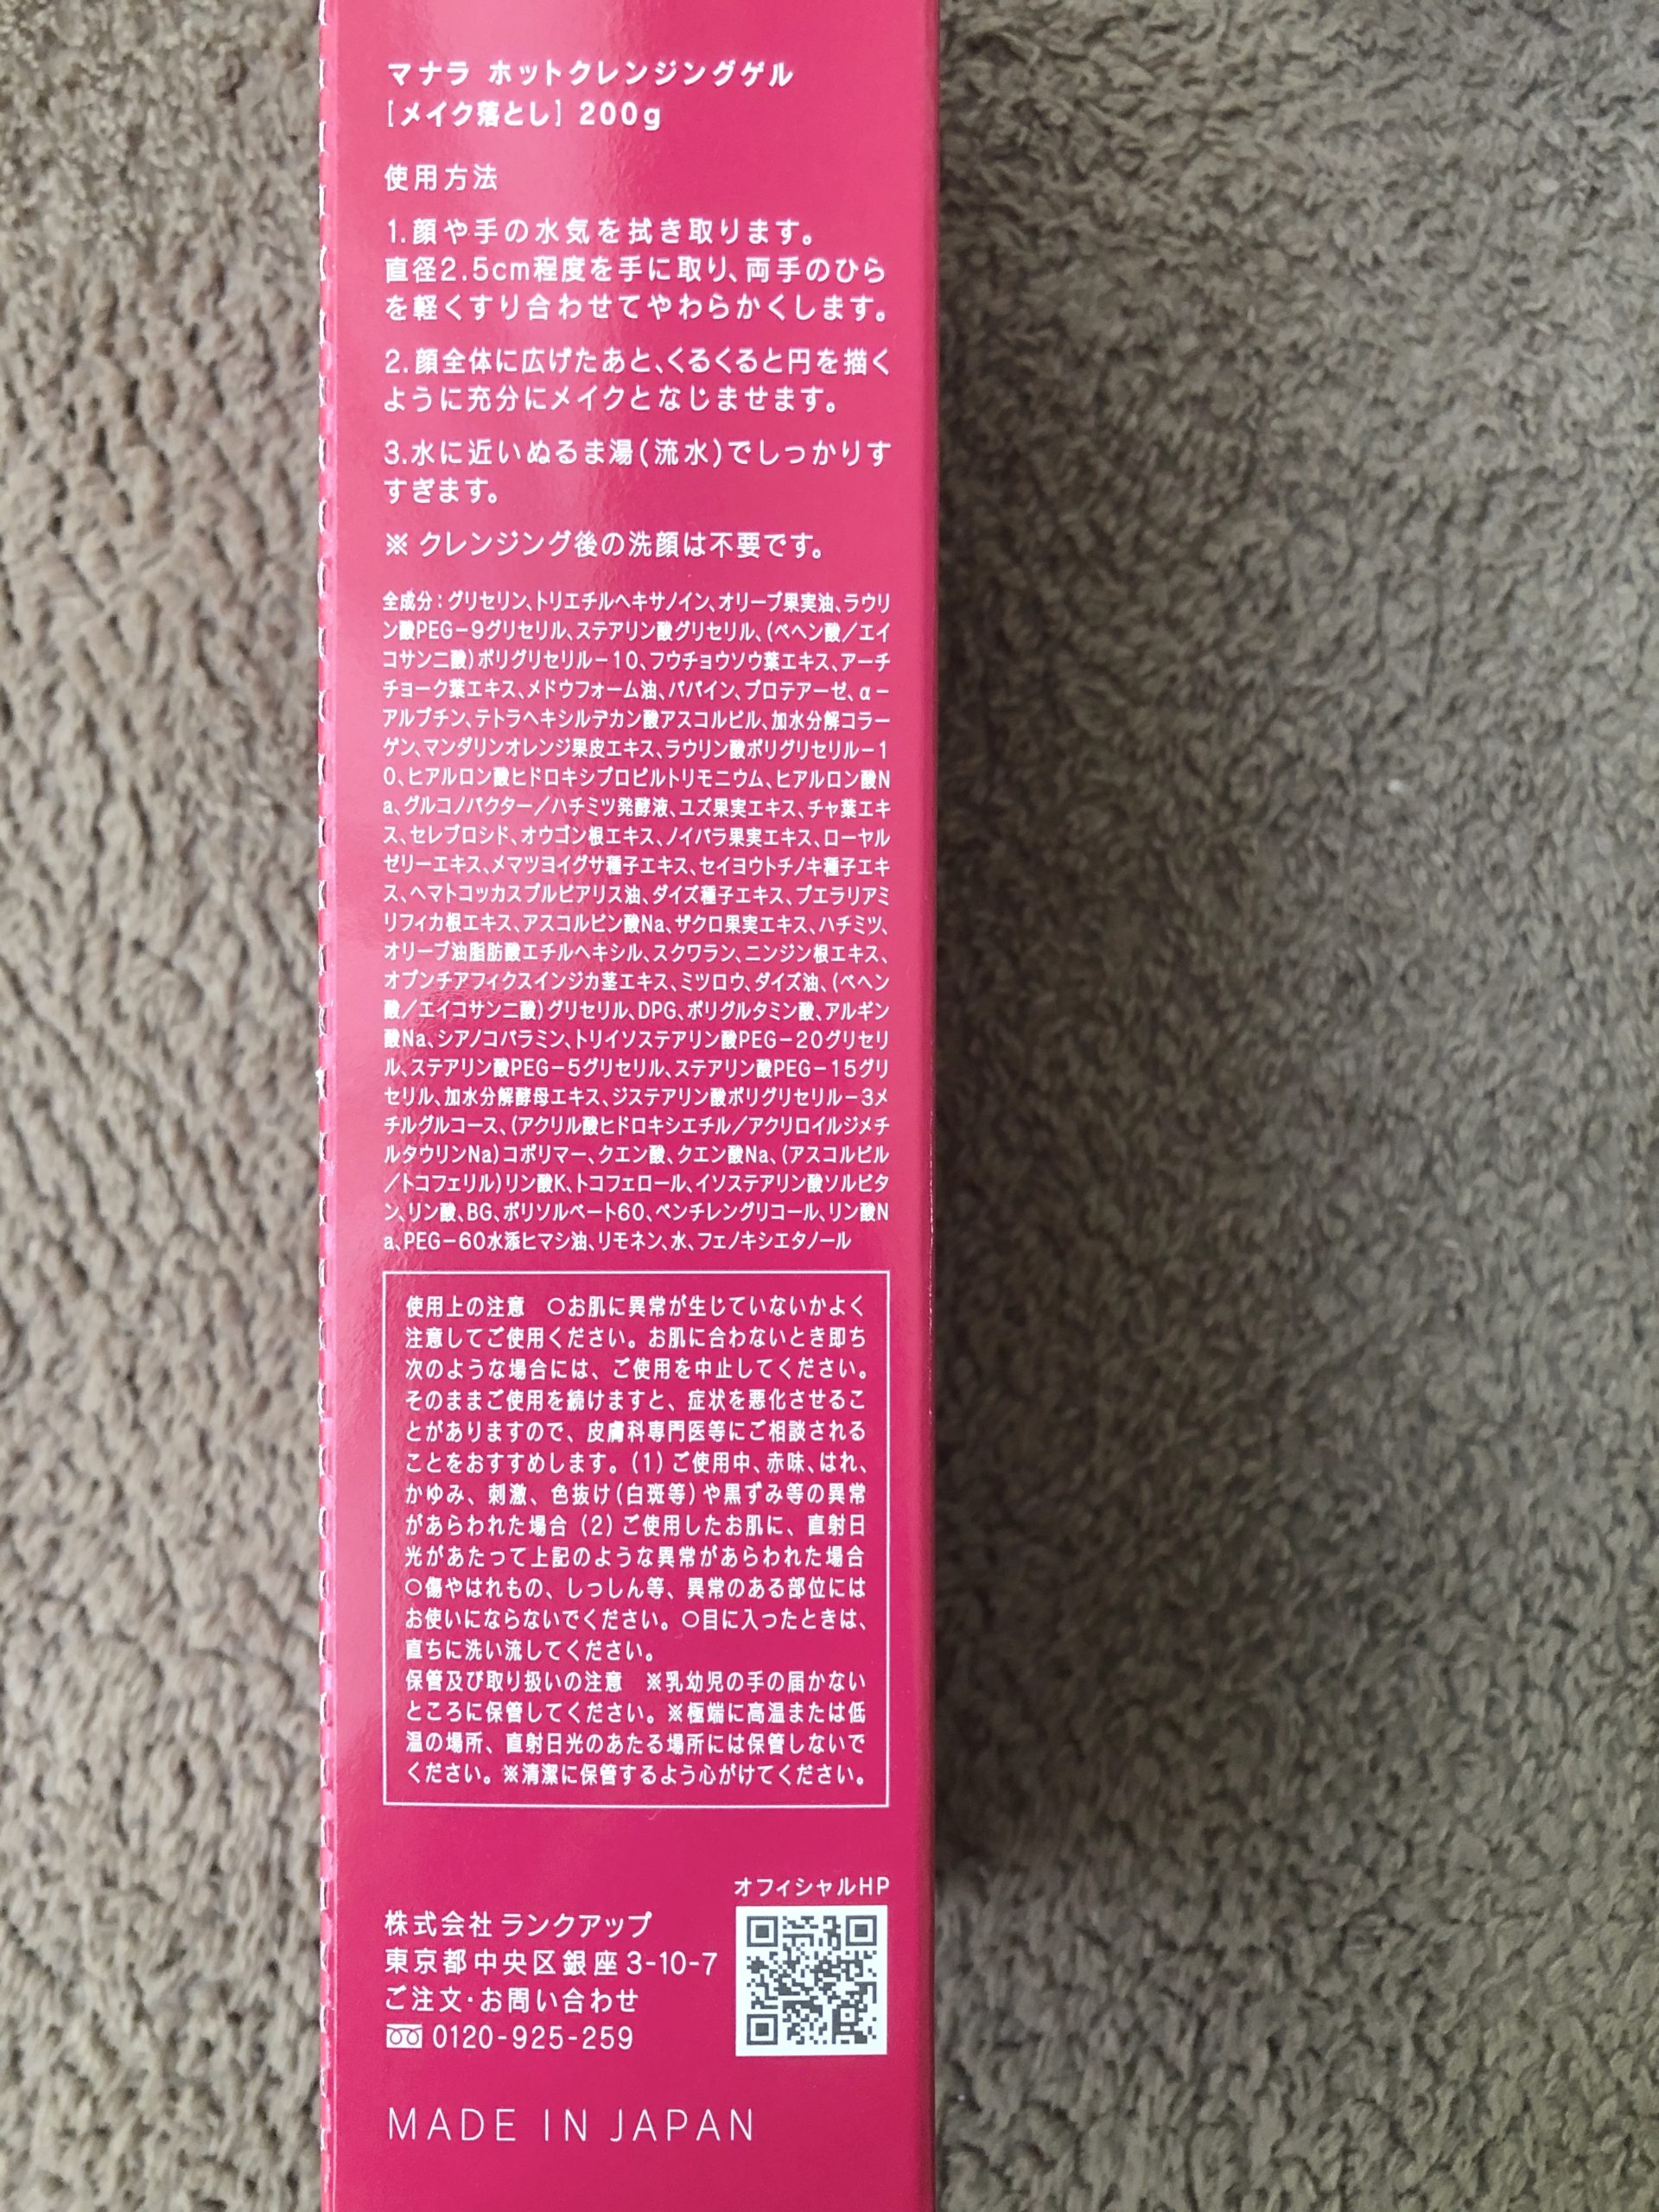 マナラ ホットクレンジングゲル
[メイク落とし] 200g
使用方法
1.顔や手の水気を拭き取ります。
直径2.5cm程度を手に取り、両手のひら
を軽くすり合わせてやわらかくします。
2.顔全体に広げたあと、くるくると円を描く
ように充分にメイクとなじませます。
3.水に近いぬるま湯(流水)でしっかりす
すぎます。
※ クレンジング後の洗顔は不要です。
全成分:グリセリン、トリエチルヘキサノイン、オリーブ果実油、ラウリ
ン酸PEG－9グリセリル、ステアリン酸グリセリル、(ベヘン酸／エイ
コサン二酸)ポリグリセリル－10、フウチョウソウ葉エキス、アーチ
チョーク葉エキス、メドウフォーム油、パパイン、プロテアーゼ、α－
アルブチン、テトラヘキシルデカン酸アスコルビル、加水分解コラー
ゲン、マンダリンオレンジ果皮エキス、ラウリン酸ポリグリセリル－1
0、ヒアルロン酸ヒドロキシプロピルトリモニウム、ヒアルロン酸N
a、グルコノバクター／ハチミツ発酵液、ユズ果実エキス、チャ葉エキ
ス、セレブロシド、オウゴン根エキス、ノイバラ果実エキス、ローヤル
ゼリーエキス、メマツヨイグサ種子エキス、セイヨウトチノキ種子エキ
ス、ヘマトコッカスプルビアリス油、ダイズ種子エキス、プエラリアミ
リフィカ根エキス、アスコルビン酸Na、ザクロ果実エキス、ハチミツ、
オリーブ油脂肪酸エチルヘキシル、スクワラン、ニンジン根エキス、
オプンチアフィクスインジカ茎エキス、ミツロウ、ダイズ油、(ベヘン
酸／エイコサン二酸)グリセリル、DPG、ポリグルタミン酸、アルギン
酸Na、シアノコバラミン、トリイソステアリン酸PEG－20グリセリ
ル、ステアリン酸PEG－5グリセリル、ステアリン酸PEG－15グリ
セリル、加水分解酵母エキス、ジステアリン酸ポリグリセリル－3メ
チルグルコース、(アクリル酸ヒドロキシエチル／アクリロイルジメチ
ルタウリンNa)コポリマー、クエン酸、クエン酸Na、(アスコルビル
／トコフェリル)リン酸K、トコフェロール、イソステアリン酸ソルビタ
ン、リン酸、BG、ポリソルベート60、ペンチレングリコール、リン酸N
a、PEG－60水添ヒマシ油、リモネン、水、フェノキシエタノール
使用上の注意　○お肌に異常が生じていないかよく
注意してご使用ください。お肌に合わないとき即ち
次のような場合には、ご使用を中止してください。
そのままご使用を続けますと、症状を悪化させるこ
とがありますので、皮膚科専門医等にご相談される
ことをおすすめします。(1)ご使用中、赤味、はれ、
かゆみ、刺激、色抜け(白斑等)や黒ずみ等の異常
があらわれた場合 (2)ご使用したお肌に、直射日
光があたって上記のような異常があらわれた場合
○傷やはれもの、しっしん等、異常のある部位には
お使いにならないでください。○目に入ったときは、
直ちに洗い流してください。
保管及び取り扱いの注意　※乳幼児の手の届かない
ところに保管してください。※極端に高温または低
温の場所、直射日光のあたる場所には保管しないで
ください。※清潔に保管するよう心がけてください。
オフィシャルHP
株式会社 ランクアップ
東京都中央区銀座3-10-7
ご注文・お問い合わせ
0120-925-259
MADE IN JAPAN